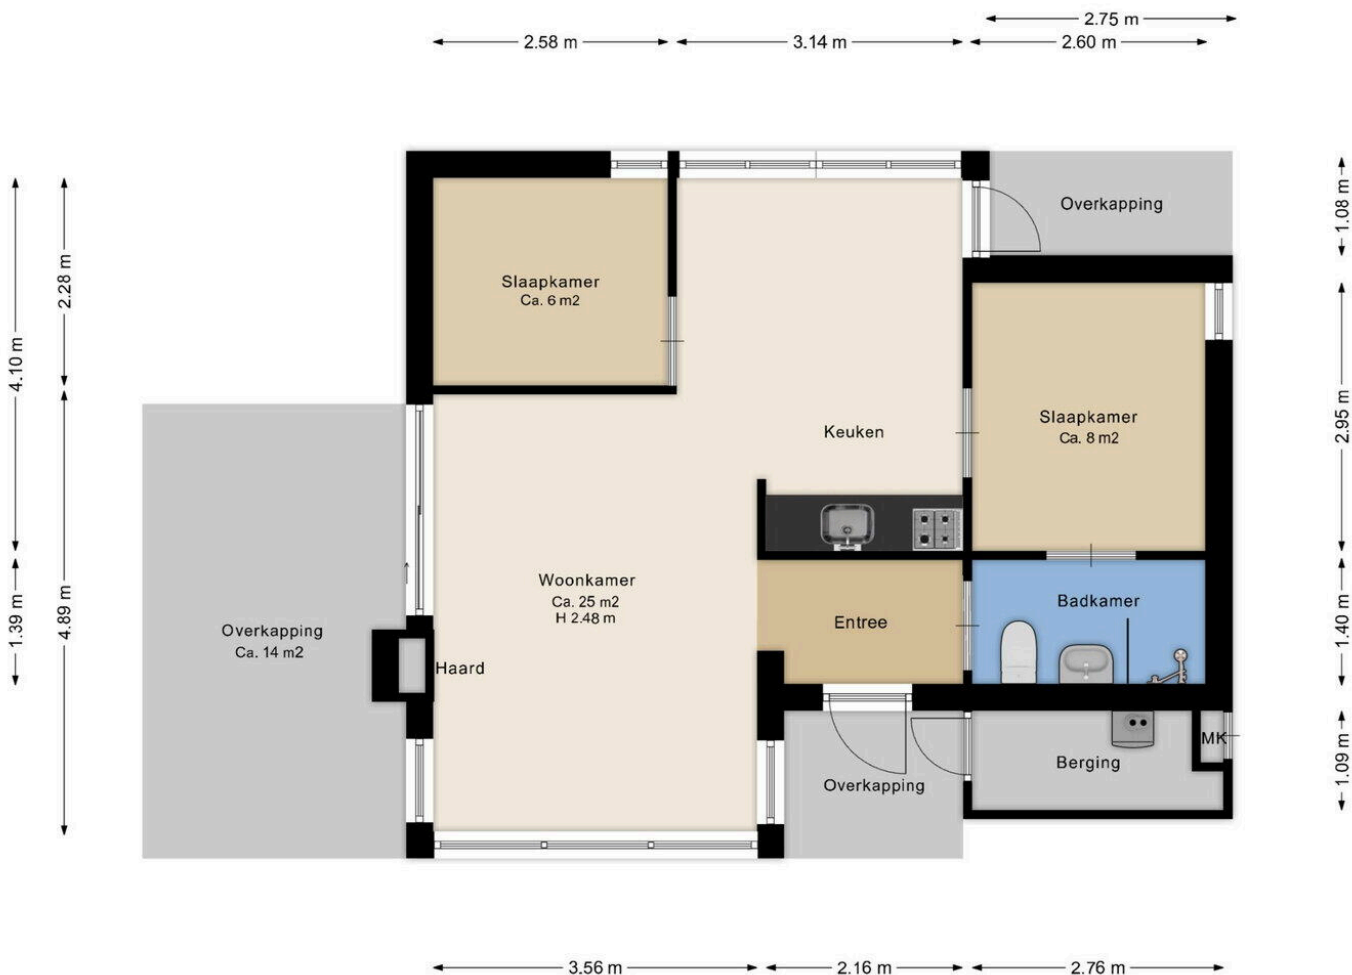 2.75 m
2.58 m
3.14 m
2.60 m
Overkapping
1.08 m
2.28 m
4.10 m
Slaapkamer
Ca. 6 m2
Slaapkamer
Ca. 8 m2
2.95 m
Keuken
Woonkamer
Ca. 25 m2
H 2.48 m
Entree
Badkamer
1.39 m
4.89 m
1.40 m
Overkapping
Ca. 14 m2
Haard
MK
Berging
Overkapping
1.09 m
3.56 m
2.16 m
2.76 m